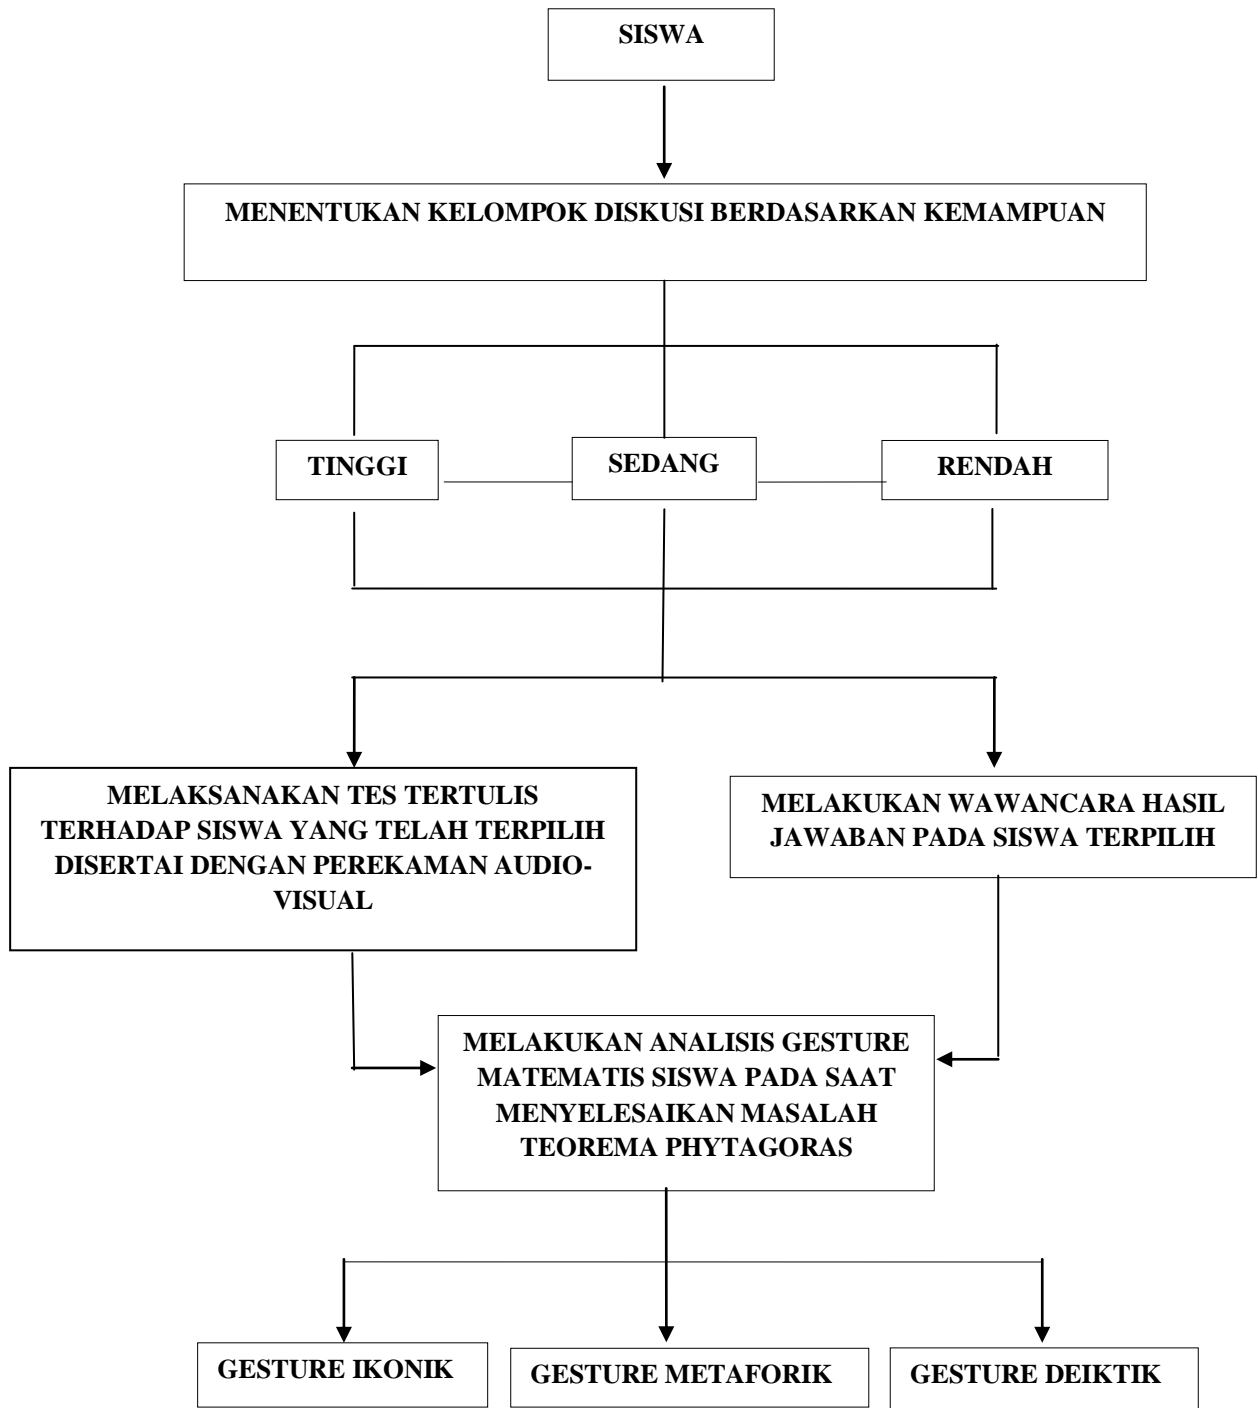 SISWA
MENENTUKAN KELOMPOK DISKUSI BERDASARKAN KEMAMPUAN
TINGGI
SEDANG
RENDAH
MELAKSANAKAN TES TERTULIS
TERHADAP SISWA YANG TELAH TERPILIH
DISERTAI DENGAN PEREKAMAN AUDIO-
VISUAL
MELAKUKAN WAWANCARA HASIL
JAWABAN PADA SISWA TERPILIH
MELAKUKAN ANALISIS GESTURE
MATEMATIS SISWA PADA SAAT
MENYELESAIKAN MASALAH
TEOREMA PHYTAGORAS
GESTURE IKONIK
GESTURE METAFORIK
GESTURE DEIKTIK